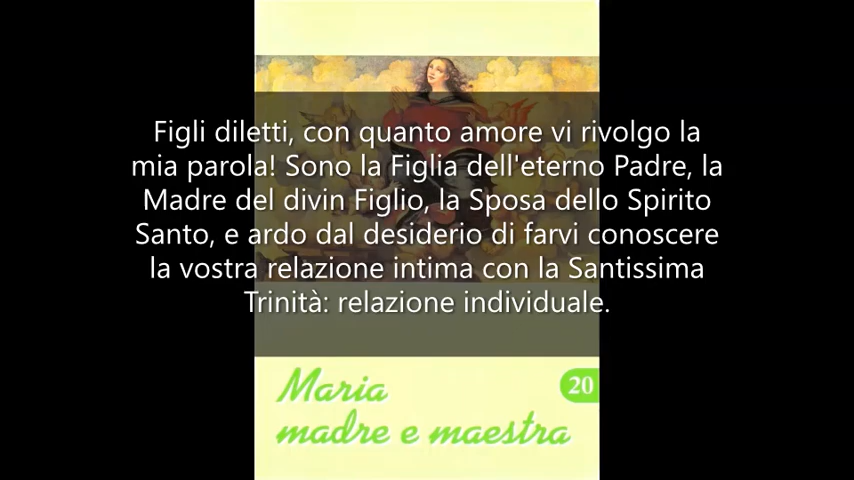 Figli diletti, con quanto amore vi rivolgo la
mia parola! Sono la Figlia dell'eterno Padre, la
Madre del divin Figlio, la Sposa dello Spirito
Santo, e ardo dal desiderio di farvi conoscere
la vostra relazione intima con la Santissima
Trinità: relazione individuale.
Maria
20
madre e maestra